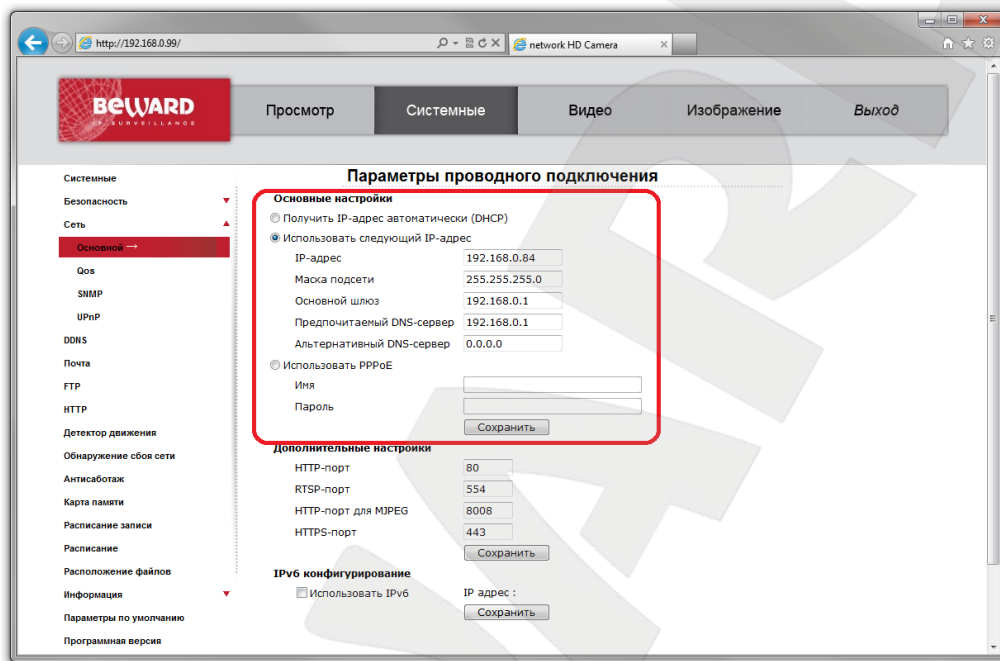 http://192.168.0.99/
network HD Camera
BEWARD
IP SURVEILLANCE
Просмотр
Системные
Видео
Изображение
Выход
Параметры проводного подключения
Системные
Безопасность
Сеть
Основной →
Qos
SNMP
UPnP
DDNS
Почта
FTP
HTTP
Детектор движения
Обнаружение сбоя сети
Антисаботаж
Карта памяти
Расписание записи
Расписание
Расположение файлов
Информация
Параметры по умолчанию
Программная версия
Основные настройки
Получить IP-адрес автоматически (DHCP)
Использовать следующий IP-адрес
IP-адрес 192.168.0.84
Маска подсети 255.255.255.0
Основной шлюз 192.168.0.1
Предпочитаемый DNS-сервер 192.168.0.1
Альтернативный DNS-сервер 0.0.0.0
Использовать PPPoE
Имя
Пароль
Сохранить
Дополнительные настройки
HTTP-порт 80
RTSP-порт 554
HTTP-порт для MJPEG 8008
HTTPS-порт 443
Сохранить
IPv6 конфигурирование
Использовать IPv6 IP адрес :
Сохранить